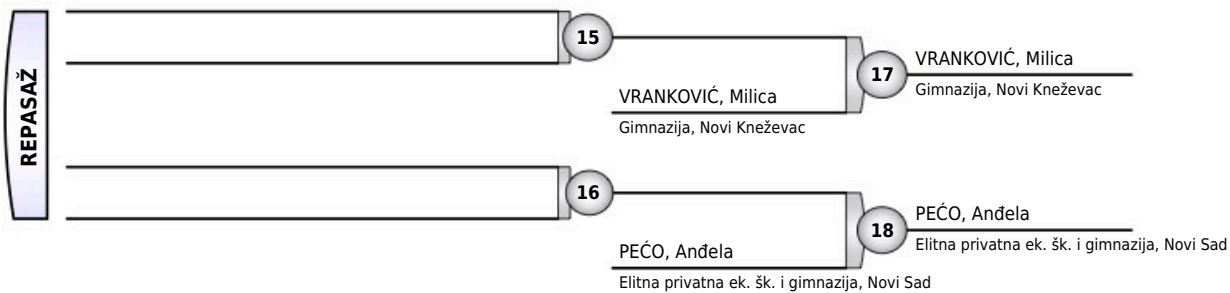 REPASAŽ
15
VRANKOVIĆ, Milica
Gimnazija, Novi Kneževac
17
VRANKOVIĆ, Milica
Gimnazija, Novi Kneževac
16
PEĆO, Anđela
Elitna privatna ek. šk. i gimnazija, Novi Sad
18
PEĆO, Anđela
Elitna privatna ek. šk. i gimnazija, Novi Sad